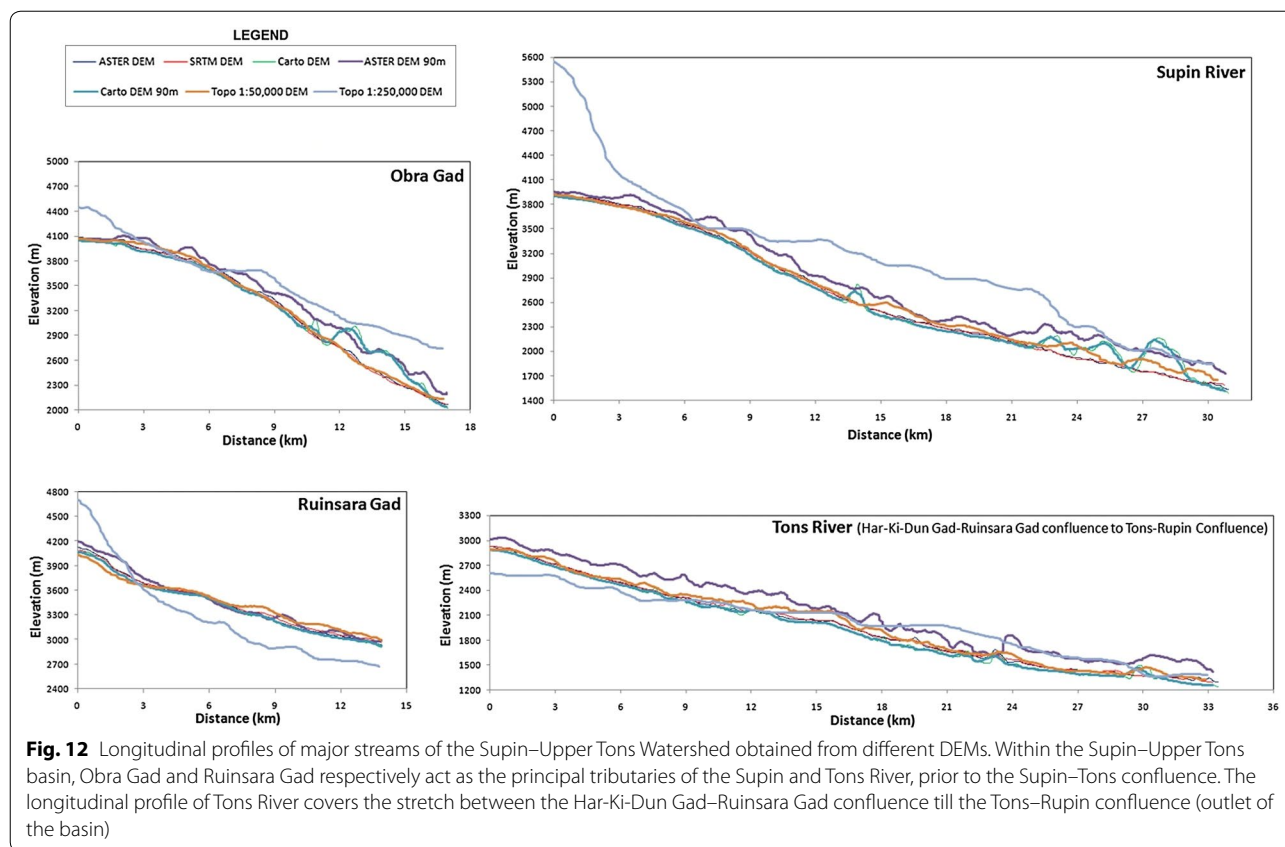 LEGEND
ASTER DEM SRTM DEM Carto DEM ASTER DEM 90m
Carto DEM 90m Topo 1:50,000 DEM Topo 1:250,000 DEM
Obra Gad
Elevation (m)
5000
4700
4400
4100
3800
3500
3200
2900
2600
2300
2000
0 3 6 9 12 15 18
Distance (km)
Supin River
Elevation (m)
5600
5300
5000
4700
4400
4100
3800
3500
3200
2900
2600
2300
2000
1700
1400
0 3 6 9 12 15 18 21 24 27 30
Distance (km)
Ruinsara Gad
Elevation (m)
4800
4500
4200
3900
3600
3300
3000
2700
2400
0 3 6 9 12 15
Distance (km)
Tons River (Har-Ki-Dun Gad-Ruinsara Gad confluence to Tons-Rupin Confluence)
Elevation (m)
3300
3000
2700
2400
2100
1800
1500
1200
0 3 6 9 12 15 18 21 24 27 30 33 36
Distance (km)
Fig. 12 Longitudinal profiles of major streams of the Supin–Upper Tons Watershed obtained from different DEMs. Within the Supin–Upper Tons
basin, Obra Gad and Ruinsara Gad respectively act as the principal tributaries of the Supin and Tons River, prior to the Supin–Tons confluence. The
longitudinal profile of Tons River covers the stretch between the Har-Ki-Dun Gad–Ruinsara Gad confluence till the Tons–Rupin confluence (outlet of
the basin)